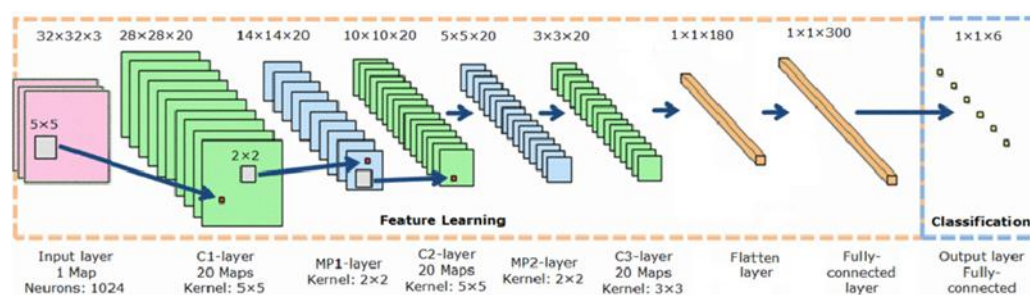 32×32×3 28×28×20 14×14×20 10×10×20 5×5×20 3×3×20 1×1×180 1×1×300 1×1×6
5×5
2×2
Feature Learning
Classification
Input layer
1 Map
Neurons: 1024
C1-layer
20 Maps
Kernel: 5×5
MP1-layer
Kernel: 2×2
C2-layer
20 Maps
Kernel: 5×5
MP2-layer
Kernel: 2×2
C3-layer
20 Maps
Kernel: 3×3
Flatten
layer
Fully-
connected
layer
Output layer
Fully-
connected